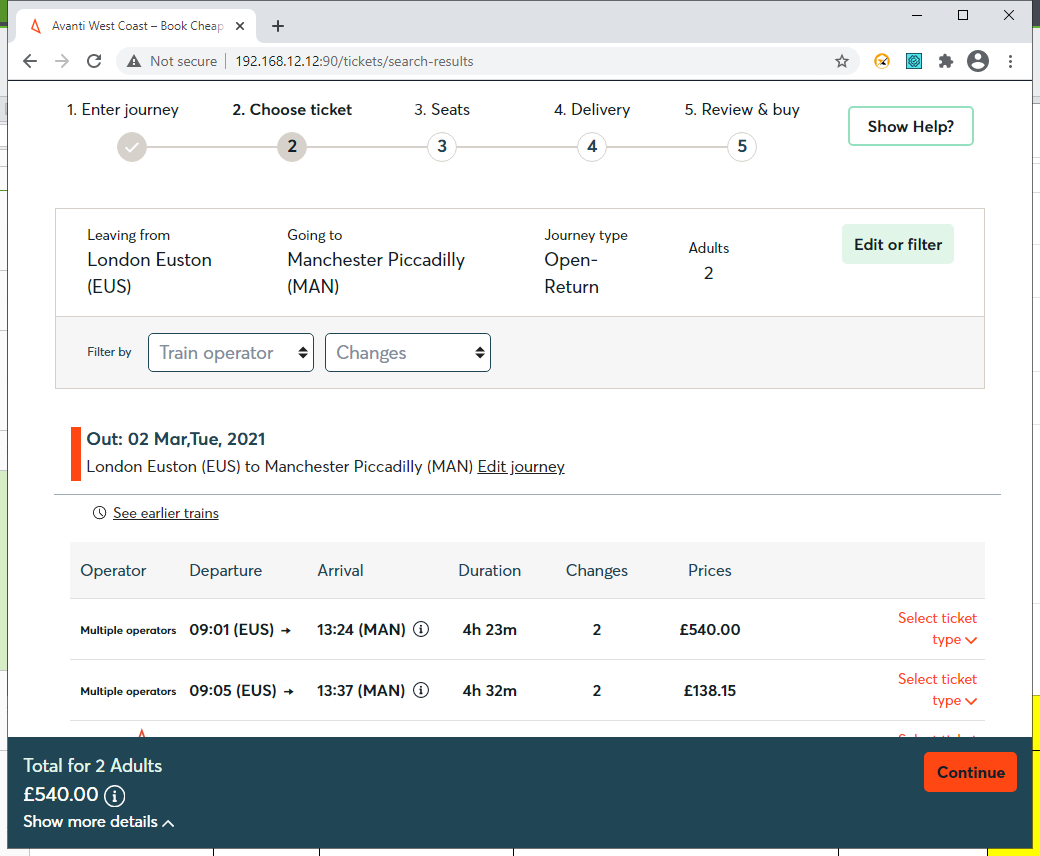 Avanti West Coast – Book Cheap
Not secure
192.168.12.12:90/tickets/search-results
1. Enter journey
2. Choose ticket
3. Seats
4. Delivery
5. Review & buy
2
3
4
5
Show Help?
Leaving from
London Euston
(EUS)
Going to
Manchester Piccadilly
(MAN)
Journey type
Open-
Return
Adults
2
Edit or filter
Filter by
Train operator
Changes
Out: 02 Mar,Tue, 2021
London Euston (EUS) to Manchester Piccadilly (MAN) Edit journey
See earlier trains
Operator Departure Arrival Duration Changes Prices
Multiple operators 09:01 (EUS) → 13:24 (MAN) 4h 23m 2 £540.00 Select ticket
type
Multiple operators 09:05 (EUS) → 13:37 (MAN) 4h 32m 2 £138.15 Select ticket
type
Total for 2 Adults
£540.00
Show more details
Continue